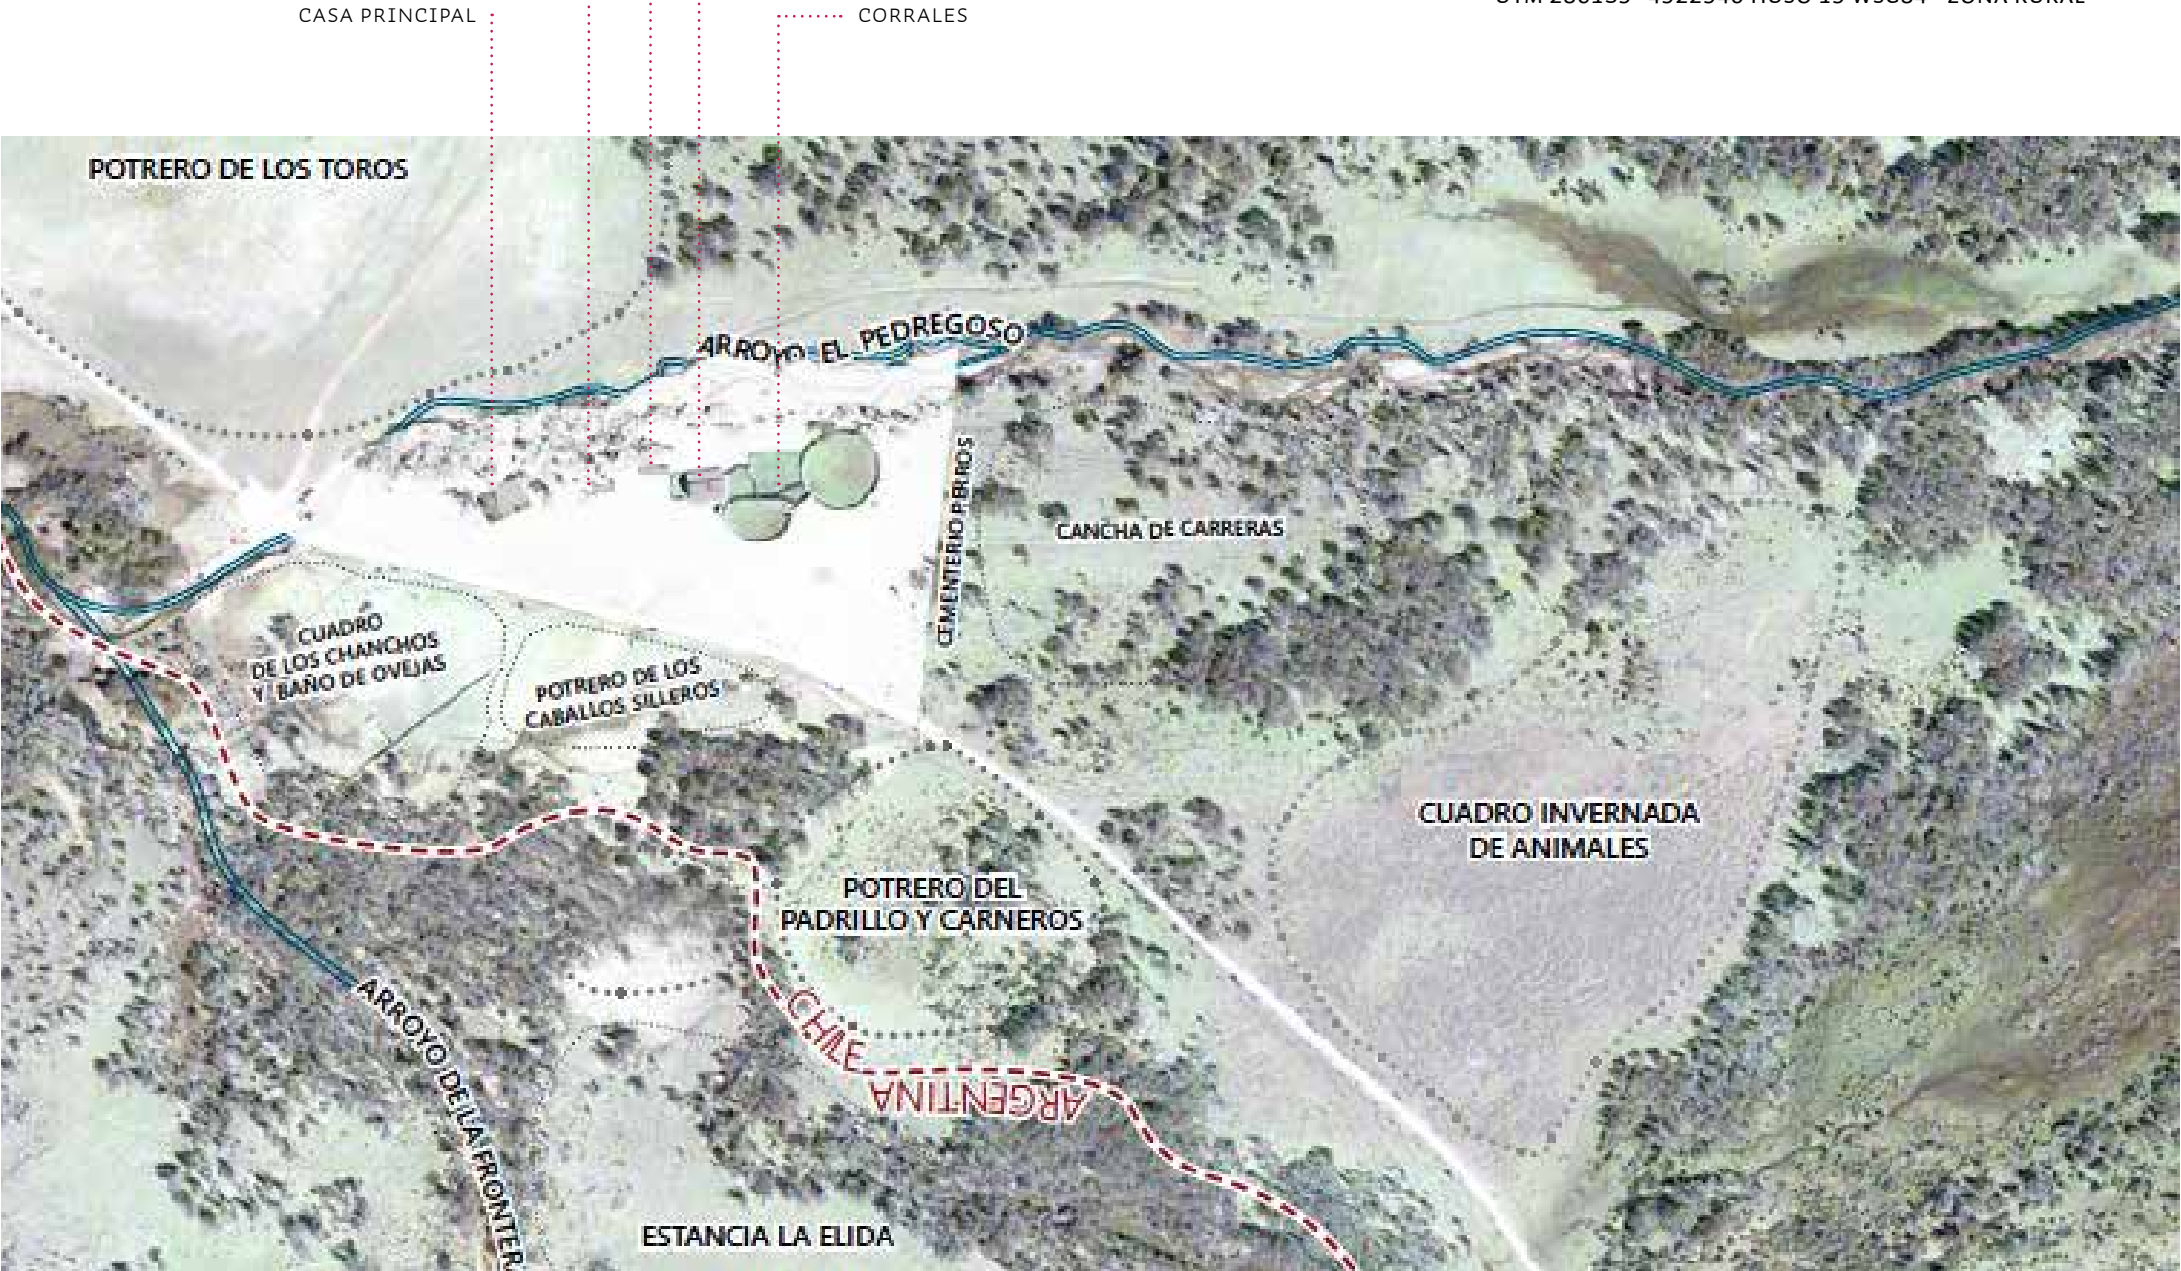 CASA PRINCIPAL
CORRALES
POTRERO DE LOS TOROS
ARROYO EL PEDREGOSO
CEMENTERIO PERROS
CANCHA DE CARRERAS
CUADRO
DE LOS CHANCHOS
Y BAÑO DE OVEJAS
POTRERO DE LOS
CABALLOS SILLEROS
CUADRO INVERNADA
DE ANIMALES
POTRERO DEL
PADRILLO Y CARNEROS
CHILE
ARGENTINA
ARROYO DE LA FRONTERA
ESTANCIA LA ELIDA